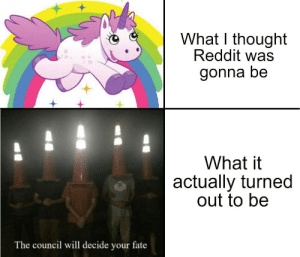 What I thought
Reddit was
gonna be
What it
actually turned
out to be
The council will decide your fate